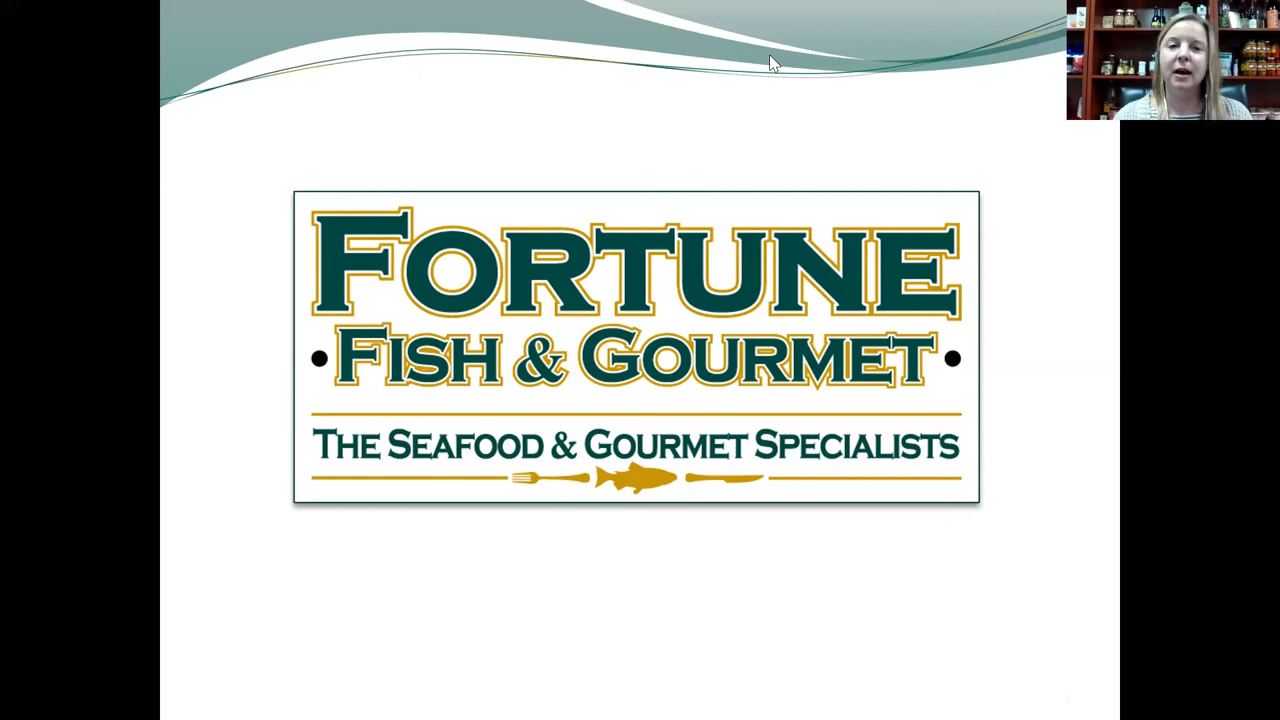 FORTUNE
• FISH & GOURMET •
THE SEAFOOD & GOURMET SPECIALISTS